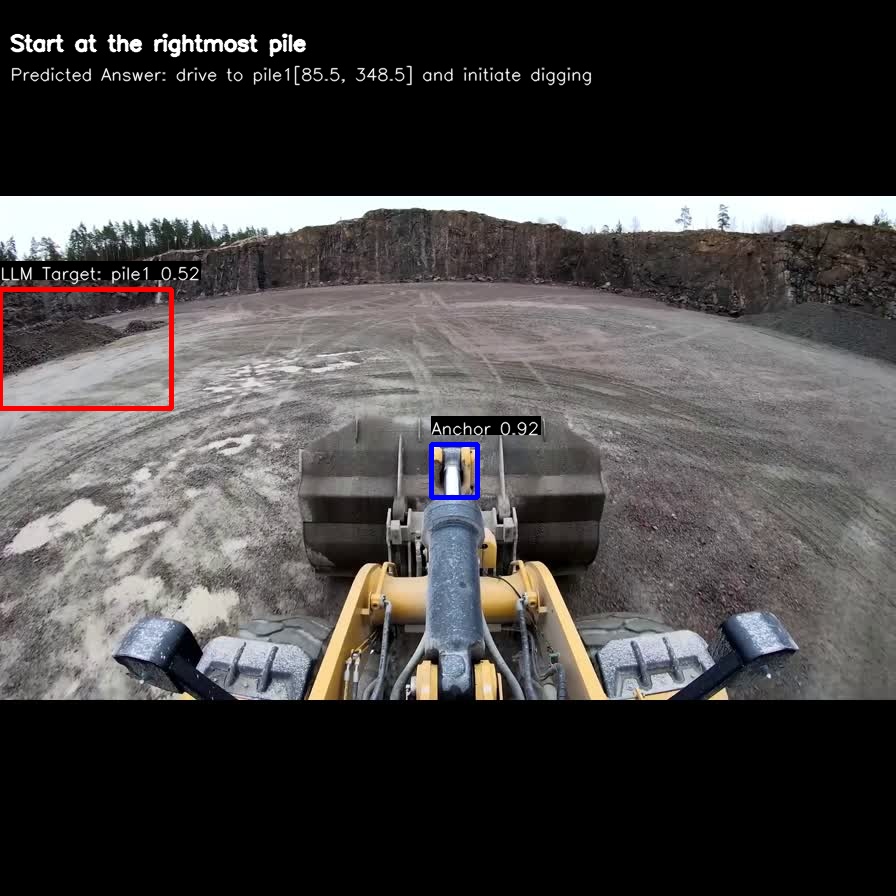 Start at the rightmost pile
Predicted Answer: drive to pile1[85.5, 348.5] and initiate digging
LLM Target: pile1 0.52
Anchor 0.92